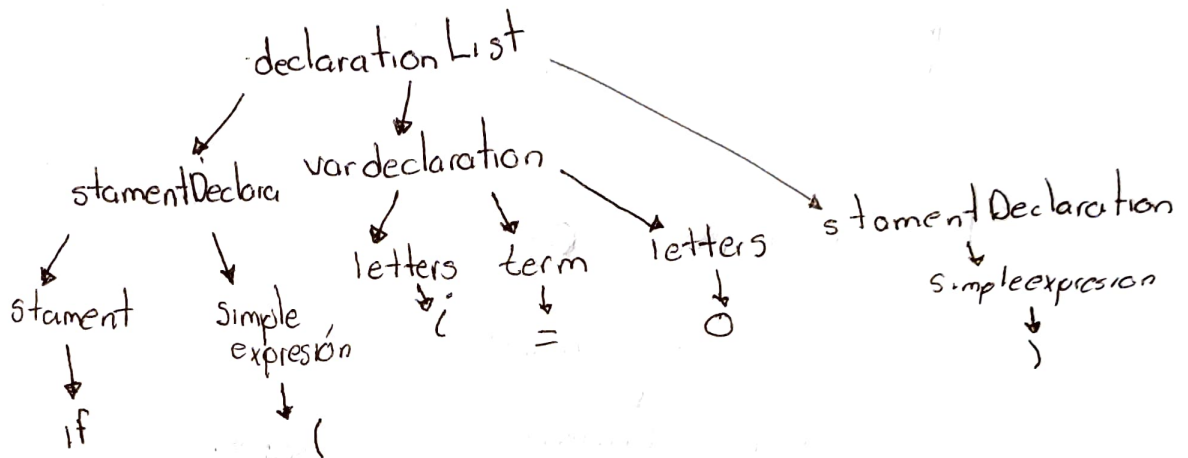 declarationList
stamentDeclara
vardeclaration
stamentDeclaration
letters
term
letters
simpleexpresion
stament
Simple
expresión
i
=
0
)
if
(